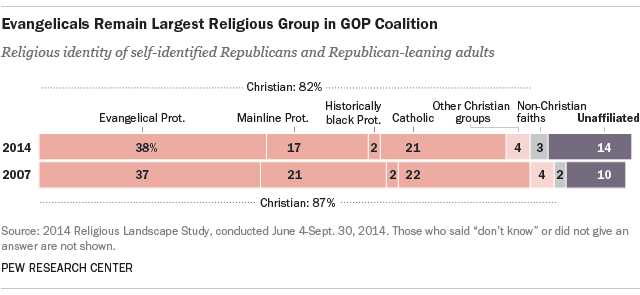 Evangelicals Remain Largest Religious Group in GOP Coalition
Religious identity of self-identified Republicans and Republican-leaning adults
Christian: 82%
Evangelical Prot.
Mainline Prot.
Historically
black Prot.
Catholic
Other Christian
groups
Non-Christian
faiths
Unaffiliated
2014 38% 17 2 21 4 3 14
2007 37 21 2 22 4 2 10
Christian: 87%
Source: 2014 Religious Landscape Study, conducted June 4-Sept. 30, 2014. Those who said “don’t know” or did not give an
answer are not shown.
PEW RESEARCH CENTER